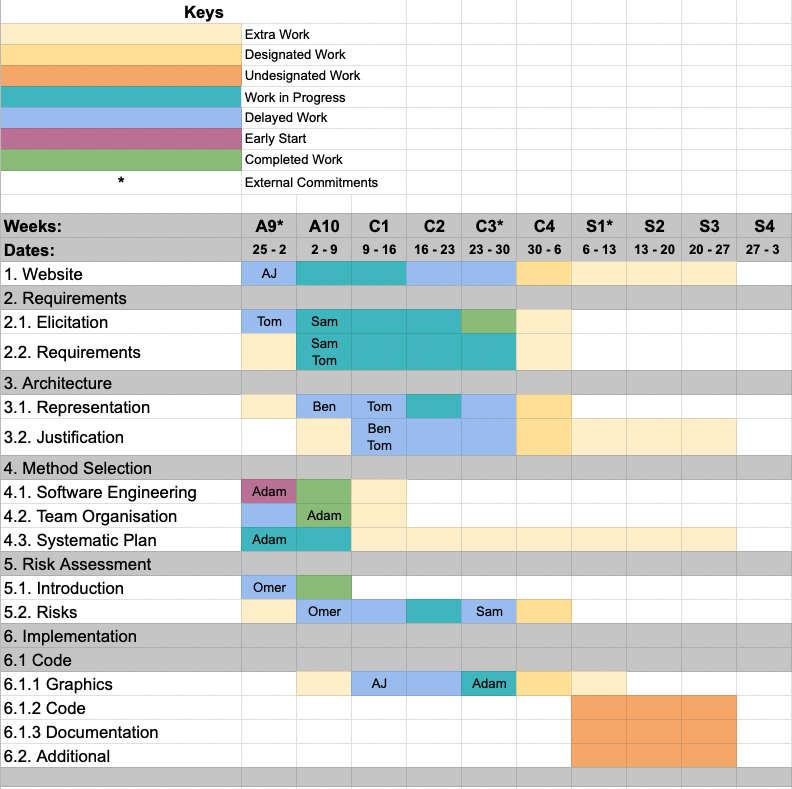 Keys
Extra Work
Designated Work
Undesignated Work
Work in Progress
Delayed Work
Early Start
Completed Work
* External Commitments
Weeks: A9* A10 C1 C2 C3* C4 S1* S2 S3 S4
Dates: 25 - 2 2 - 9 9 - 16 16 - 23 23 - 30 30 - 6 6 - 13 13 - 20 20 - 27 27 - 3
1. Website AJ
2. Requirements
2.1. Elicitation Tom Sam
2.2. Requirements Sam
Tom
3. Architecture
3.1. Representation Ben Tom
3.2. Justification Ben
Tom
4. Method Selection
4.1. Software Engineering Adam
4.2. Team Organisation Adam
4.3. Systematic Plan Adam
5. Risk Assessment
5.1. Introduction Omer
5.2. Risks Omer Sam
6. Implementation
6.1 Code
6.1.1 Graphics AJ Adam
6.1.2 Code
6.1.3 Documentation
6.2. Additional